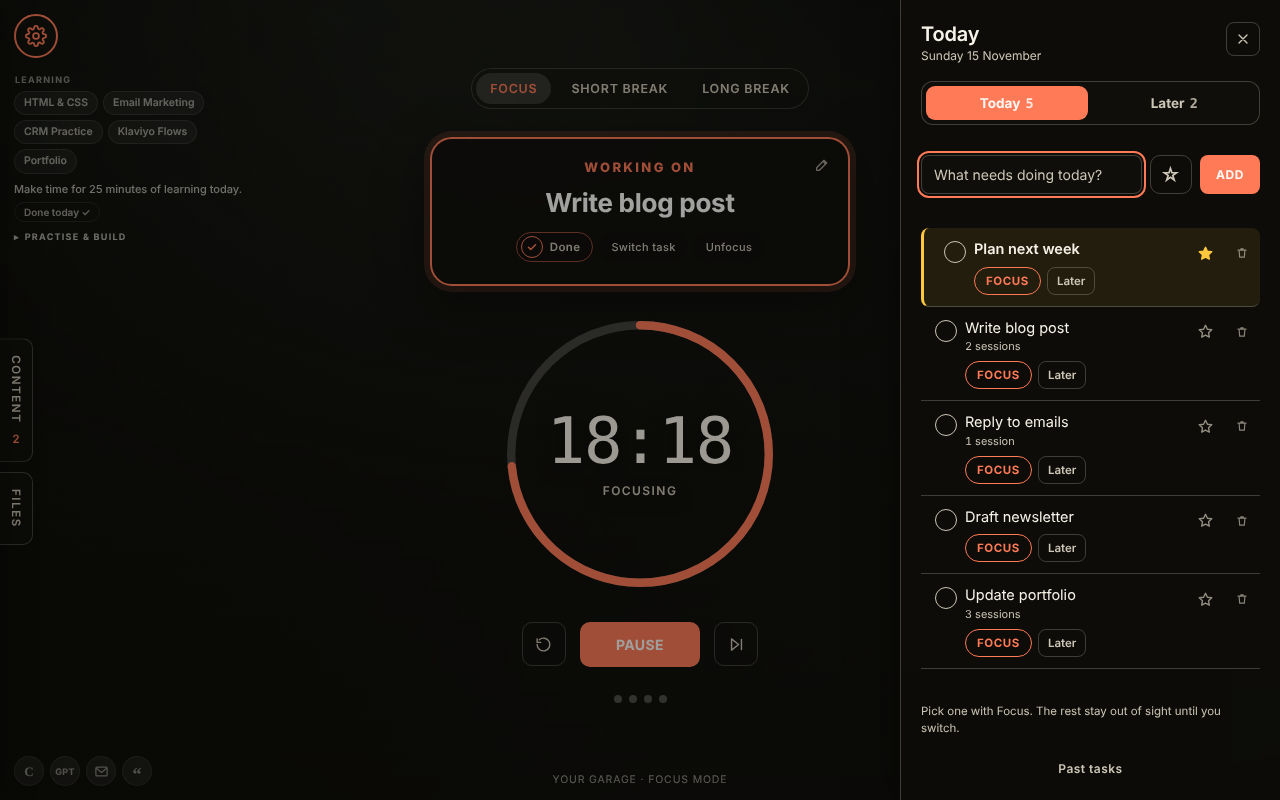 LEARNING
HTML & CSS
Email Marketing
CRM Practice
Klaviyo Flows
Portfolio
Make time for 25 minutes of learning today.
Done today ✓
▸ PRACTISE & BUILD
CONTENT 2
FILES
C
GPT
“
FOCUS
SHORT BREAK
LONG BREAK
WORKING ON
Write blog post
Done
Switch task
Unfocus
18:18
FOCUSING
PAUSE
YOUR GARAGE · FOCUS MODE
Today
Sunday 15 November
Today 5
Later 2
What needs doing today?
ADD
Plan next week
FOCUS
Later
Write blog post
2 sessions
FOCUS
Later
Reply to emails
1 session
FOCUS
Later
Draft newsletter
FOCUS
Later
Update portfolio
3 sessions
FOCUS
Later
Pick one with Focus. The rest stay out of sight until you
switch.
Past tasks